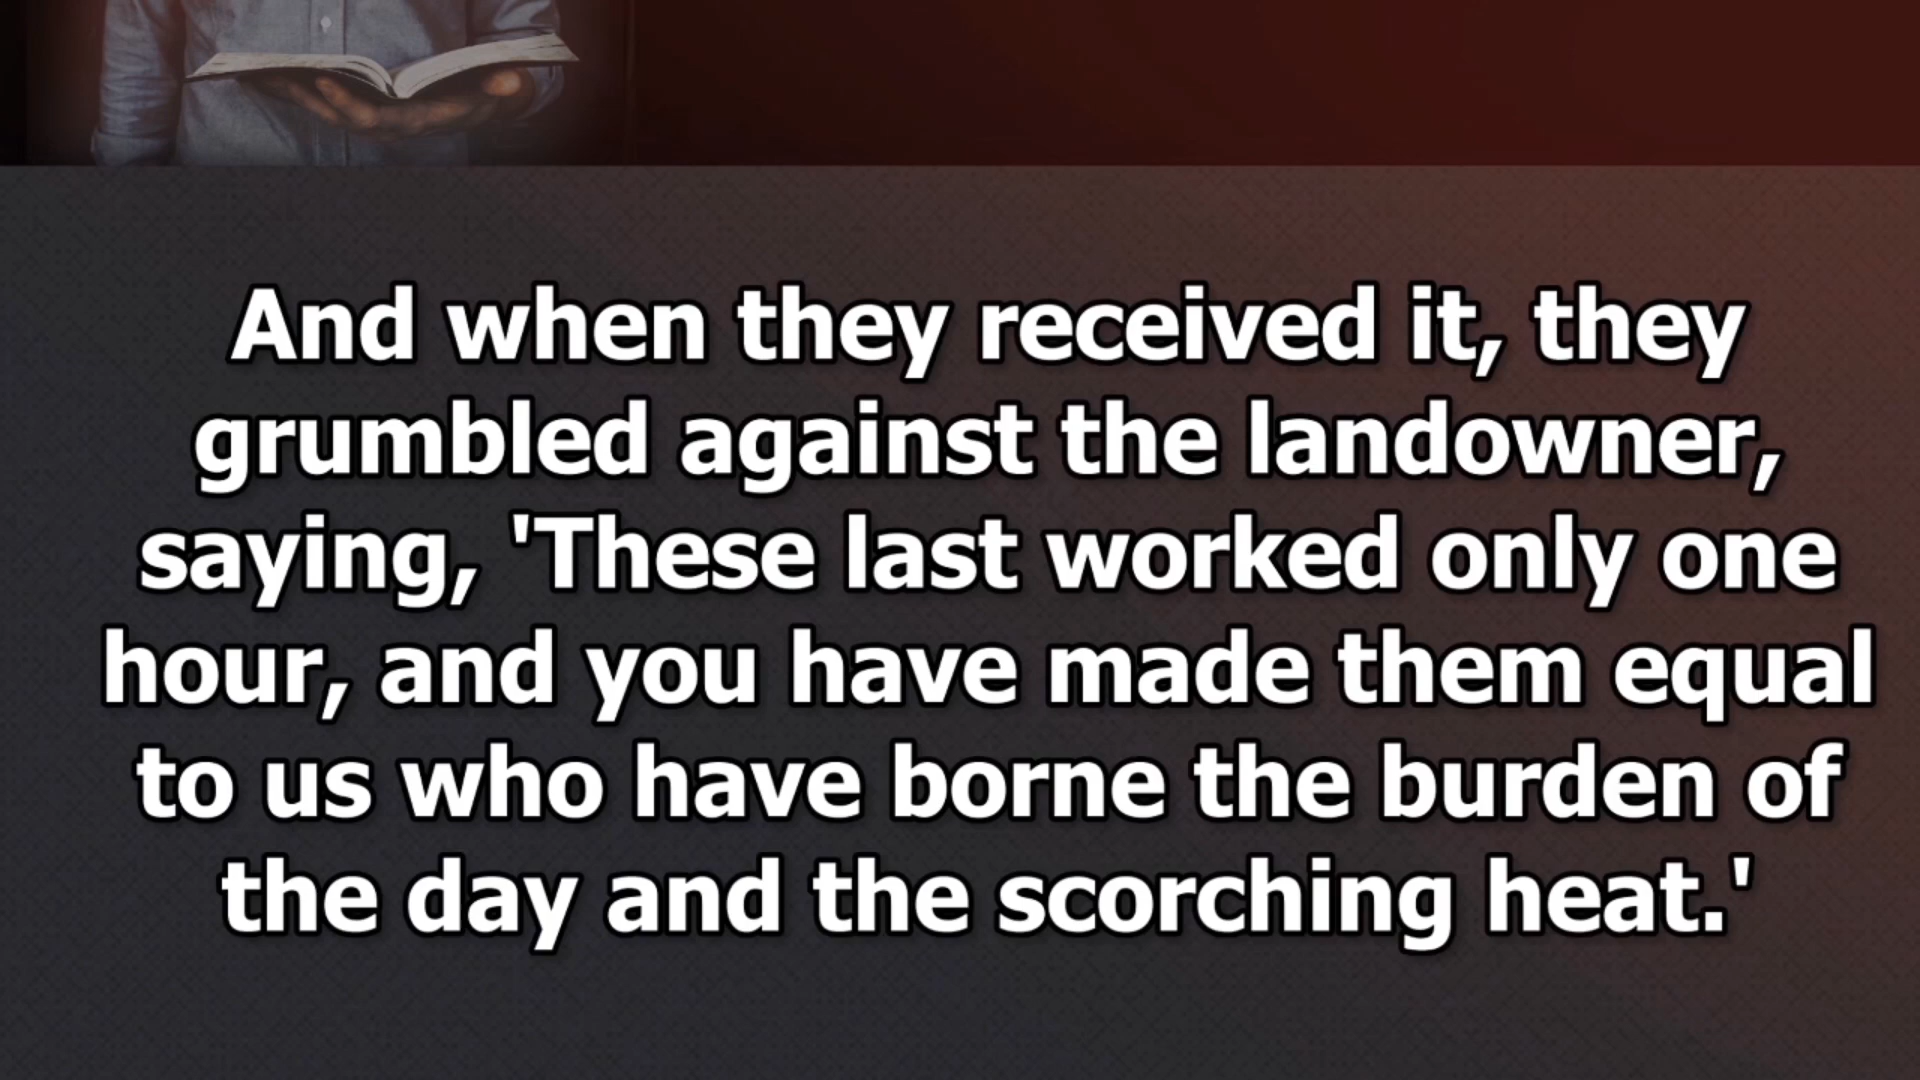 And when they received it, they
grumbled against the landowner,
saying, 'These last worked only one
hour, and you have made them equal
to us who have borne the burden of
the day and the scorching heat.'